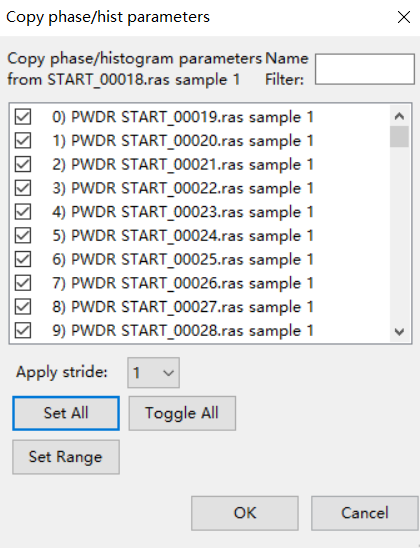 Copy phase/hist parameters
Copy phase/histogram parameters Name
from START_00018.ras sample 1 Filter:
0) PWDR START_00019.ras sample 1
1) PWDR START_00020.ras sample 1
2) PWDR START_00021.ras sample 1
3) PWDR START_00022.ras sample 1
4) PWDR START_00023.ras sample 1
5) PWDR START_00024.ras sample 1
6) PWDR START_00025.ras sample 1
7) PWDR START_00026.ras sample 1
8) PWDR START_00027.ras sample 1
9) PWDR START_00028.ras sample 1
Apply stride: 1
Set All Toggle All
Set Range
OK Cancel